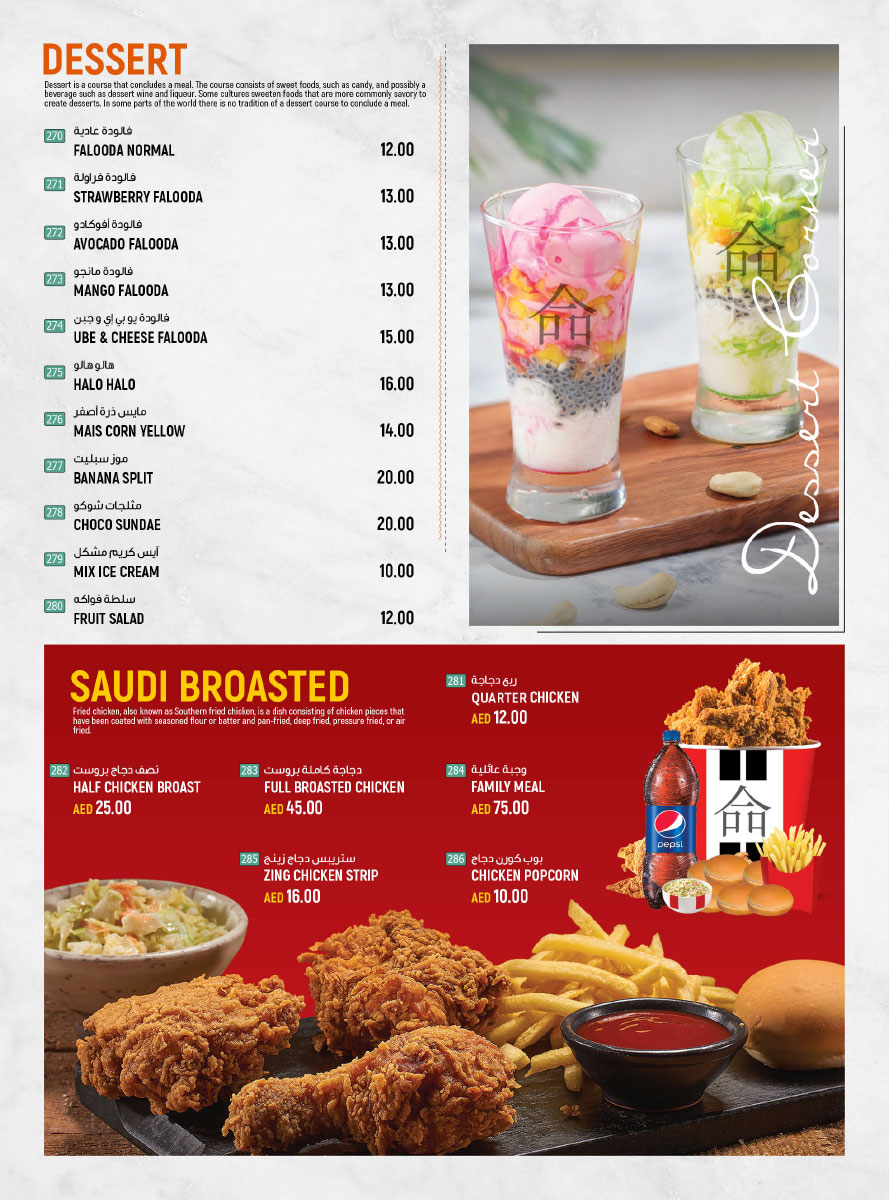 DESSERT
Dessert is a course that concludes a meal. The course consists of sweet foods, such as candy, and possibly a
beverage such as dessert wine and liqueur. Some cultures sweeten foods that are more commonly savory to
create desserts. In some parts of the world there is no tradition of a dessert course to conclude a meal.
270 فالودة عادية
FALOODA NORMAL 12.00
271 فالودة فراولة
STRAWBERRY FALOODA 13.00
272 فالودة أفوكادو
AVOCADO FALOODA 13.00
273 فالودة مانجو
MANGO FALOODA 13.00
274 فالودة يو بي إي و جبن
UBE & CHEESE FALOODA 15.00
275 هالو هالو
HALO HALO 16.00
276 مايس ذرة أصفر
MAIS CORN YELLOW 14.00
277 موز سبليت
BANANA SPLIT 20.00
278 مثلجات شوكو
CHOCO SUNDAE 20.00
279 آيس كريم مشكل
MIX ICE CREAM 10.00
280 سلطة فواكه
FRUIT SALAD 12.00
命
命
Dessert Corner
SAUDI BROASTED
Fried chicken, also known as Southern fried chicken, is a dish consisting of chicken pieces that
have been coated with seasoned flour or batter and pan-fried, deep fried, pressure fried, or air
fried.
281 ربع دجاجة
QUARTER CHICKEN
AED 12.00
282 نصف دجاج بروست
HALF CHICKEN BROAST
AED 25.00
283 دجاجة كاملة بروست
FULL BROASTED CHICKEN
AED 45.00
284 وجبة عائلية
FAMILY MEAL
AED 75.00
285 ستريبس دجاج زينج
ZING CHICKEN STRIP
AED 16.00
286 بوب كورن دجاج
CHICKEN POPCORN
AED 10.00
命
pepsi